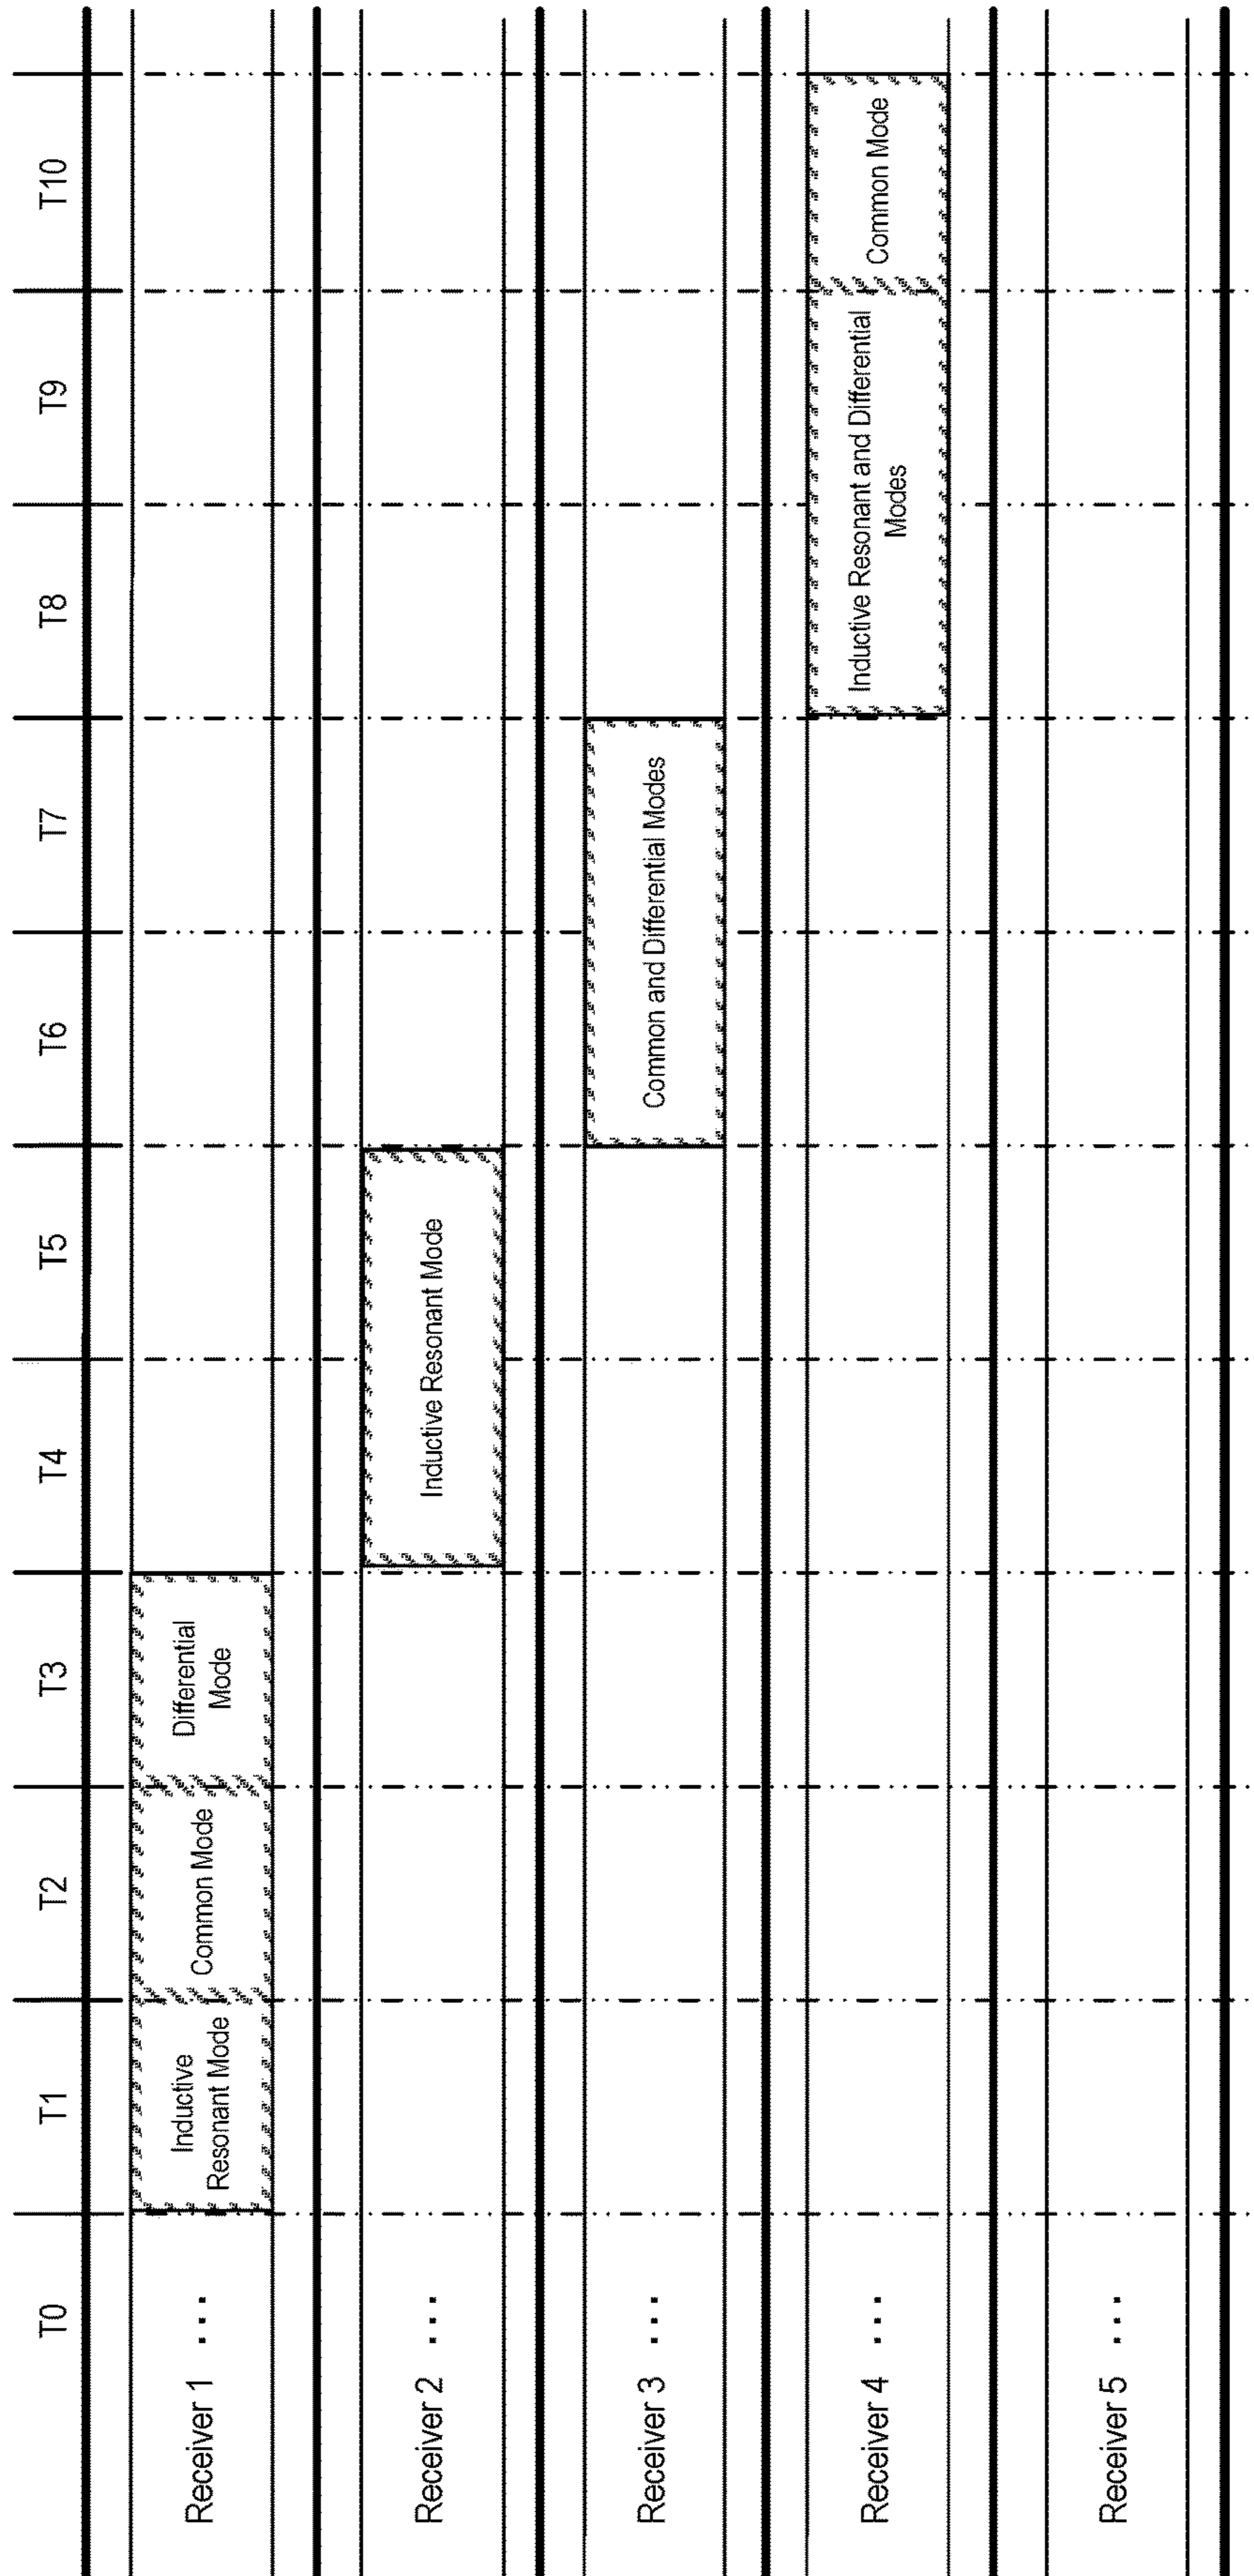 T0 T1 T2 T3 T4 T5 T6 T7 T8 T9 T10
Receiver 1 ...
Inductive
Resonant Mode
Common Mode
Differential
Mode
Receiver 2 ...
Inductive Resonant Mode
Receiver 3 ...
Common and Differential Modes
Receiver 4 ...
Inductive Resonant and Differential
Modes
Common Mode
Receiver 5 ...